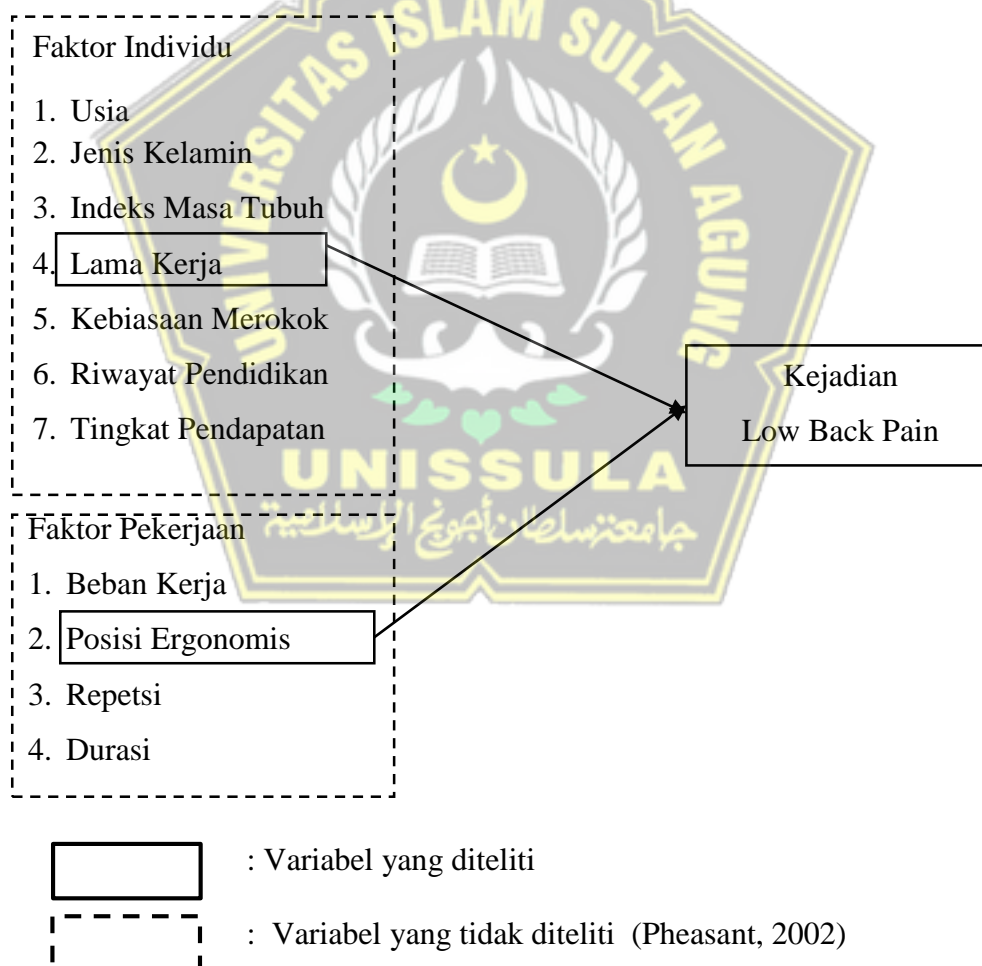 Faktor Individu
1. Usia
2. Jenis Kelamin
3. Indeks Masa Tubuh
4. Lama Kerja
5. Kebiasaan Merokok
6. Riwayat Pendidikan
7. Tingkat Pendapatan
Faktor Pekerjaan
1. Beban Kerja
2. Posisi Ergonomis
3. Repetsi
4. Durasi
Kejadian
Low Back Pain
: Variabel yang diteliti
: Variabel yang tidak diteliti (Pheasant, 2002)
UNIVERSITAS ISLAM SULTAN AGUNG
UNISSULA
جامعة سلطان أجونج الإسلامية